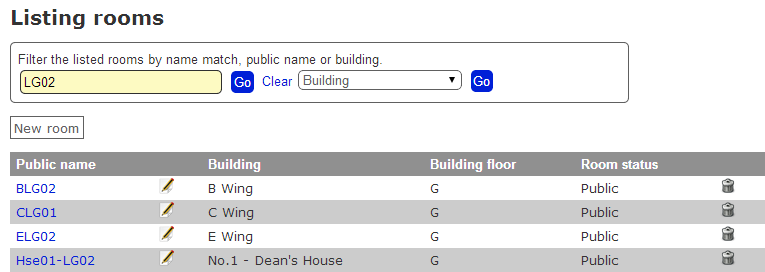 Listing rooms
Filter the listed rooms by name match, public name or building.
LG02 Go Clear Building Go
New room
Public name Building Building floor Room status
BLG02 B Wing G Public
CLG01 C Wing G Public
ELG02 E Wing G Public
Hse01-LG02 No.1 - Dean's House G Public